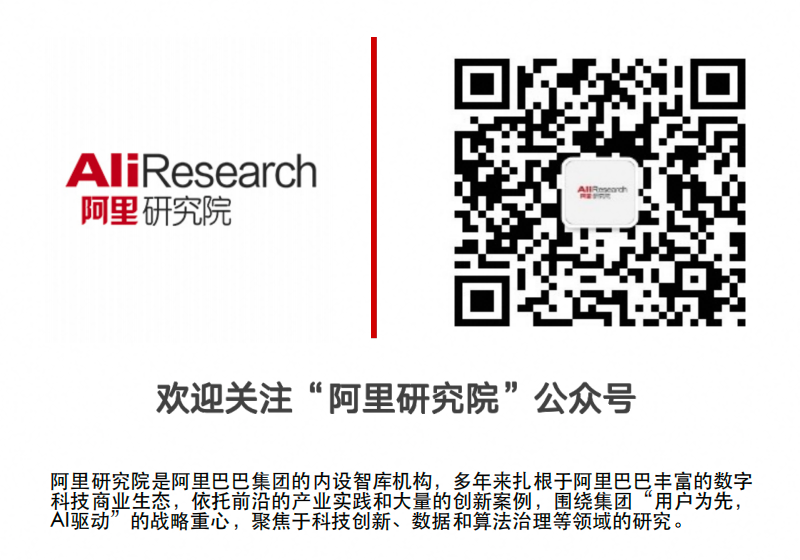 AliResearch
阿里研究院
AliResearch
阿里研究院
欢迎关注“阿里研究院”公众号
阿里研究院是阿里巴巴集团的内设智库机构，多年来扎根于阿里巴巴丰富的数字
科技商业生态，依托前沿的产业实践和大量的创新案例，围绕集团“用户为先，
AI驱动”的战略重心，聚焦于科技创新、数据和算法治理等领域的研究。